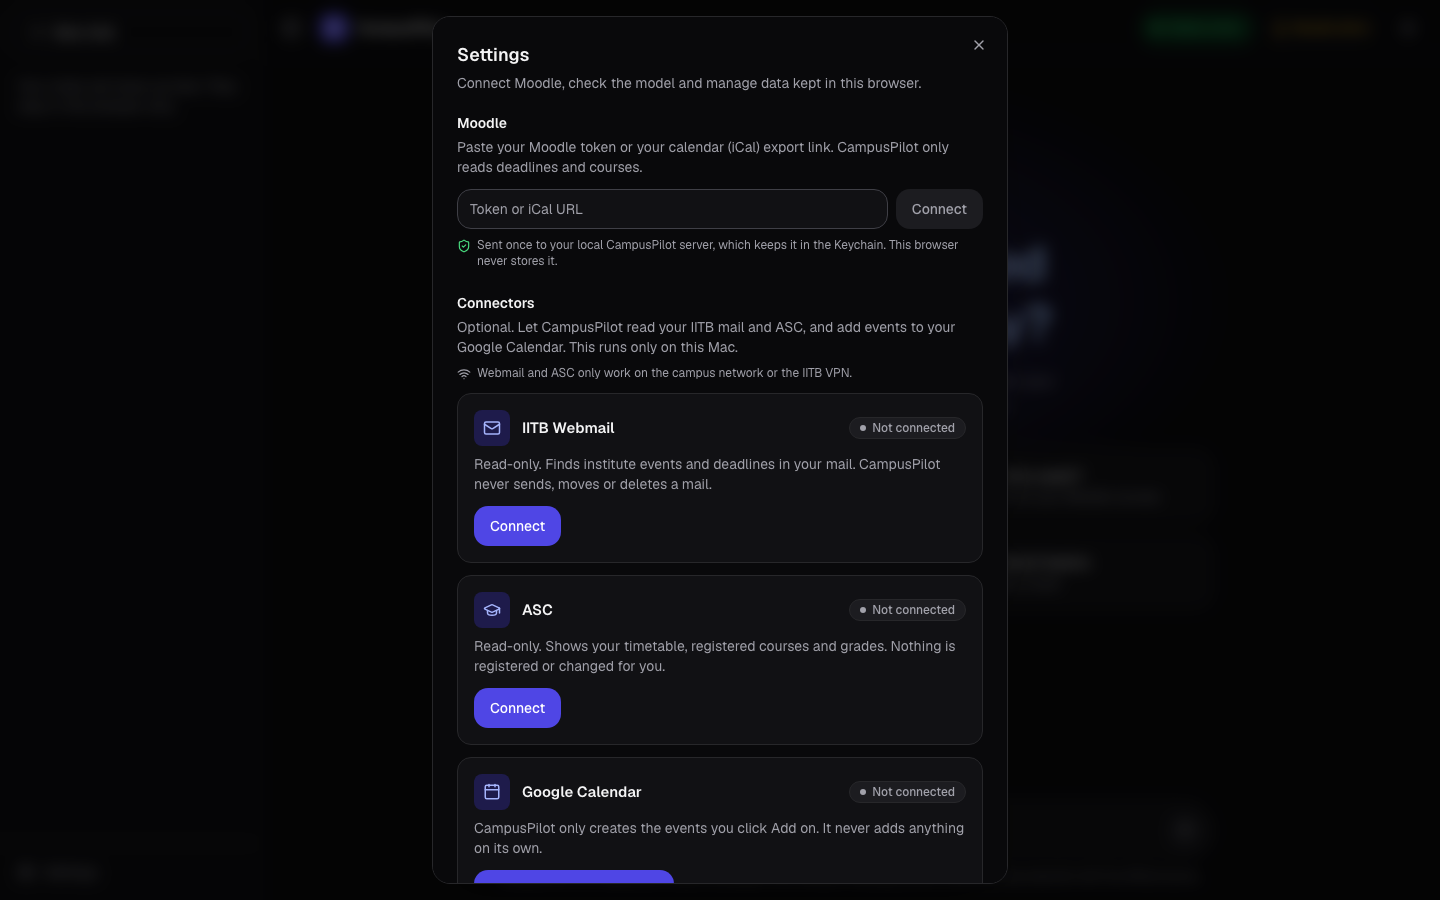 Settings
Connect Moodle, check the model and manage data kept in this browser.
Moodle
Paste your Moodle token or your calendar (iCal) export link. CampusPilot only
reads deadlines and courses.
Token or iCal URL
Connect
Sent once to your local CampusPilot server, which keeps it in the Keychain. This browser
never stores it.
Connectors
Optional. Let CampusPilot read your IITB mail and ASC, and add events to your
Google Calendar. This runs only on this Mac.
Webmail and ASC only work on the campus network or the IITB VPN.
IITB Webmail
Not connected
Read-only. Finds institute events and deadlines in your mail. CampusPilot
never sends, moves or deletes a mail.
Connect
ASC
Not connected
Read-only. Shows your timetable, registered courses and grades. Nothing is
registered or changed for you.
Connect
Google Calendar
Not connected
CampusPilot only creates the events you click Add on. It never adds anything
on its own.